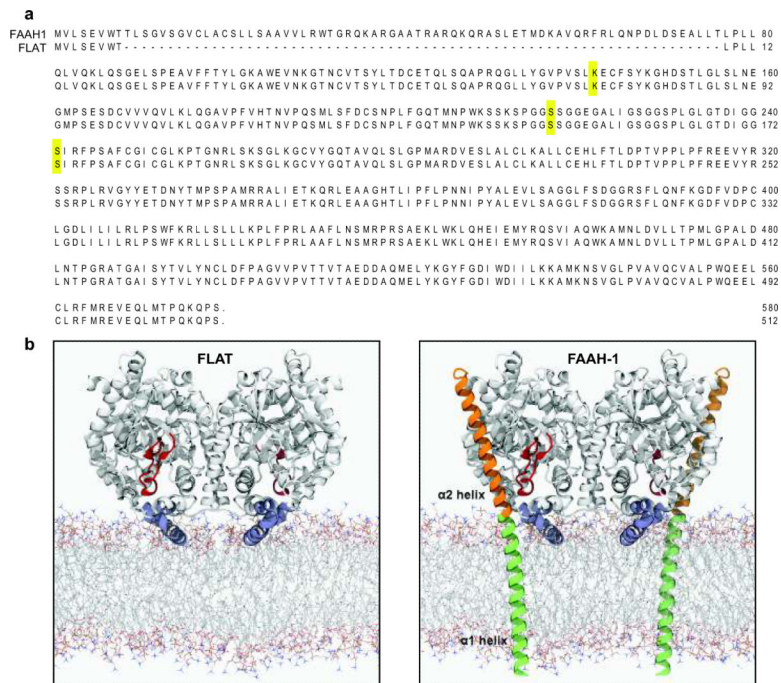 a
FAAH1 MVLSEVWTTLSGVSGVCLACSLLSAAVVLRWTGRQKARGAATRARQKQRASLETMDKAVQRFRLQNPDLDSEALLTLPLL 80
FLAT MVLSEVWT--------------------------------------------------------------------LPLL 12
QLVQKLQSGELSPEAVFFTYLGKAWEVNKGTNCVTSYLTDCETQLSQAPRQGLLYGVPVSLKECFSYKGHDSTLGLSLNE 160
QLVQKLQSGELSPEAVFFTYLGKAWEVNKGTNCVTSYLTDCETQLSQAPRQGLLYGVPVSLKECFSYKGHDSTLGLSLNE 92
GMPSESDCVVVQVLKLQGAVPFVHTNVPQSMLSFDCSNPLFGQTMNPWKSSKSPGGSSGGEGALIGSGGSPLGLGTDIGG 240
GMPSESDCVVVQVLKLQGAVPFVHTNVPQSMLSFDCSNPLFGQTMNPWKSSKSPGGSSGGEGALIGSGGSPLGLGTDIGG 172
SIRFPSAFCGICGLKPTGNRLSKSGLKGCVYGQTAVQLSLGPMARDVESLALCLKALLCEHLFTLDPTVPPLPFREEVYR 320
SIRFPSAFCGICGLKPTGNRLSKSGLKGCVYGQTAVQLSLGPMARDVESLALCLKALLCEHLFTLDPTVPPLPFREEVYR 252
SSRPLRVGYYETDNYTMPSPAMRRALIETKQRLEAAGHTLIPFLPNNIPYALEVLSAGGLFSDGGRSFLQNFKGDFVDPC 400
SSRPLRVGYYETDNYTMPSPAMRRALIETKQRLEAAGHTLIPFLPNNIPYALEVLSAGGLFSDGGRSFLQNFKGDFVDPC 332
LGDLILILRLPSWFKRLLSLLLKPLFPRLAAFLNSMRPRSAEKLWKLQHEIEMYRQSVIAQWKAMNLDVLLTPMLGPALD 480
LGDLILILRLPSWFKRLLSLLLKPLFPRLAAFLNSMRPRSAEKLWKLQHEIEMYRQSVIAQWKAMNLDVLLTPMLGPALD 412
LNTPGRATGAISYTVLYNCLDFPAGVVPVTTVTAEDDAQMELYKGYFGDIWDIILKKAMKNSVGLPVAVQCVALPWQEEL 560
LNTPGRATGAISYTVLYNCLDFPAGVVPVTTVTAEDDAQMELYKGYFGDIWDIILKKAMKNSVGLPVAVQCVALPWQEEL 492
CLRFMREVEQLMTPQKQPS. 580
CLRFMREVEQLMTPQKQPS. 512
b
FLAT
FAAH-1
α2 helix
α1 helix